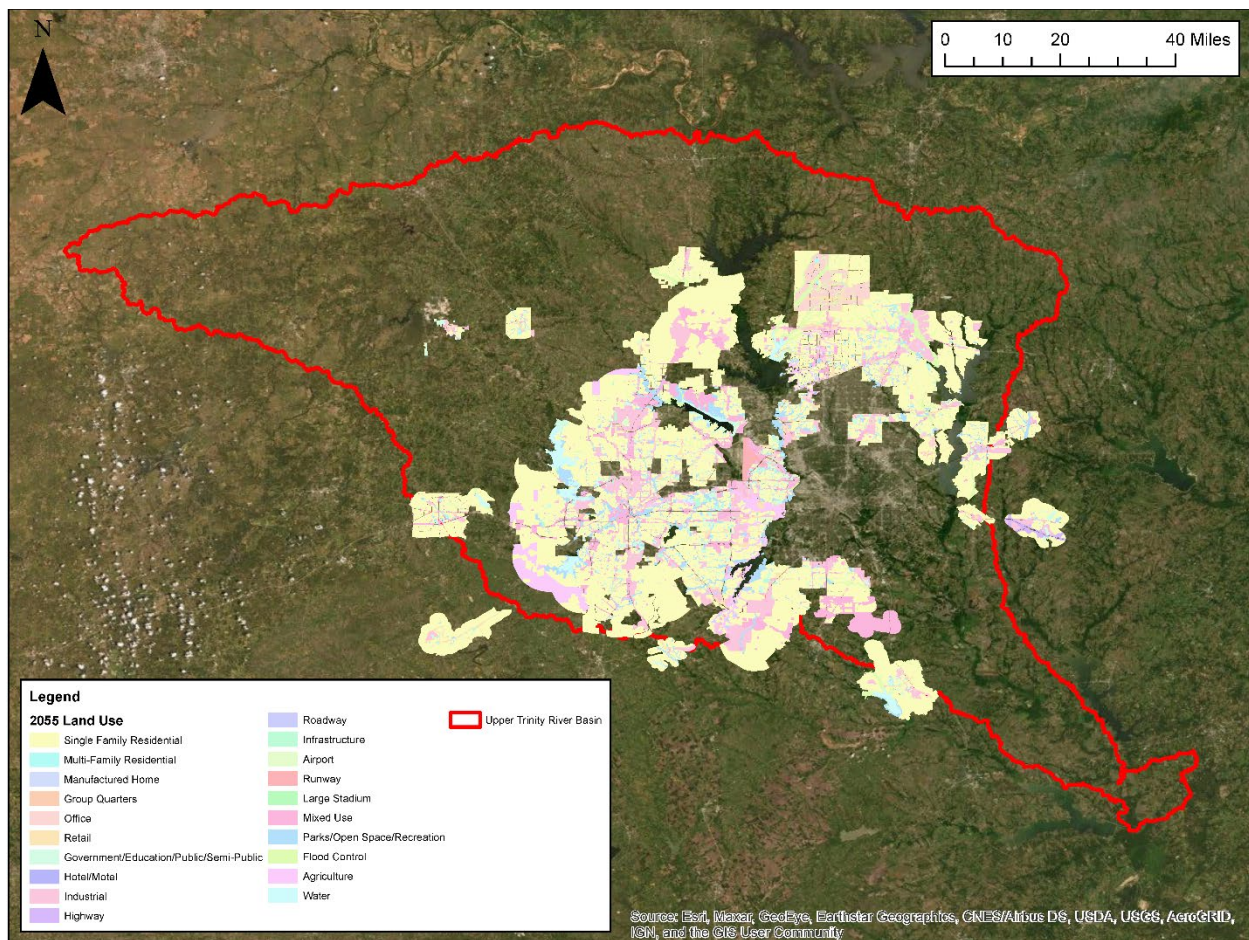 N
0 10 20 40 Miles
Legend
2055 Land Use
Single Family Residential
Multi-Family Residential
Manufactured Home
Group Quarters
Office
Retail
Government/Education/Public/Semi-Public
Hotel/Motel
Industrial
Highway
Roadway
Infrastructure
Airport
Runway
Large Stadium
Mixed Use
Parks/Open Space/Recreation
Flood Control
Agriculture
Water
Upper Trinity River Basin
Source: Esri, Maxar, GeoEye, Earthstar Geographics, CNES/Airbus DS, USDA, USGS, AeroGRID,
IGN, and the GIS User Community